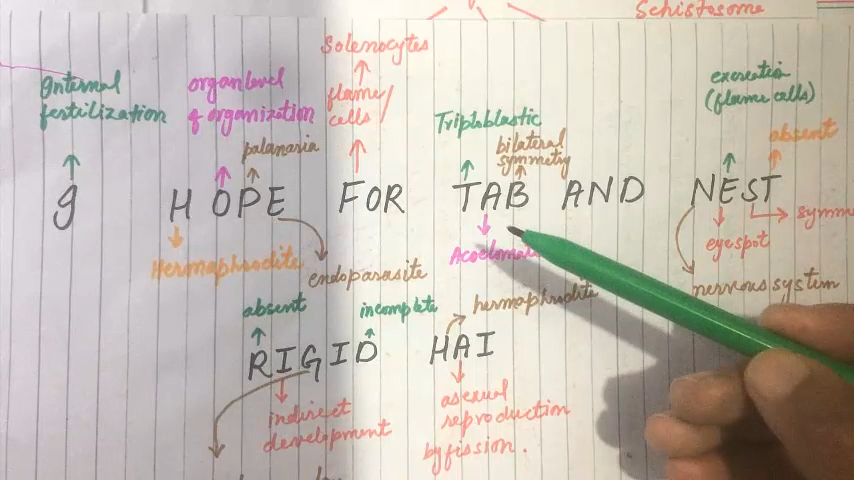 Schistosome
Solenocytes
Internal
fertilization
organ level
of organization
flame/
cells/
excretion
(flame cells)
Triploblastic
planaria
bilateral
symmetry
absent
g HOPE FOR TAB AND NEST
symm
eyespot
Hermaphrodite
endoparasite
Acoelomate
nervous system
absent
incomplete
hermaphrodite
RIGID HAI
indirect
development
asexual
reproduction
by fission.